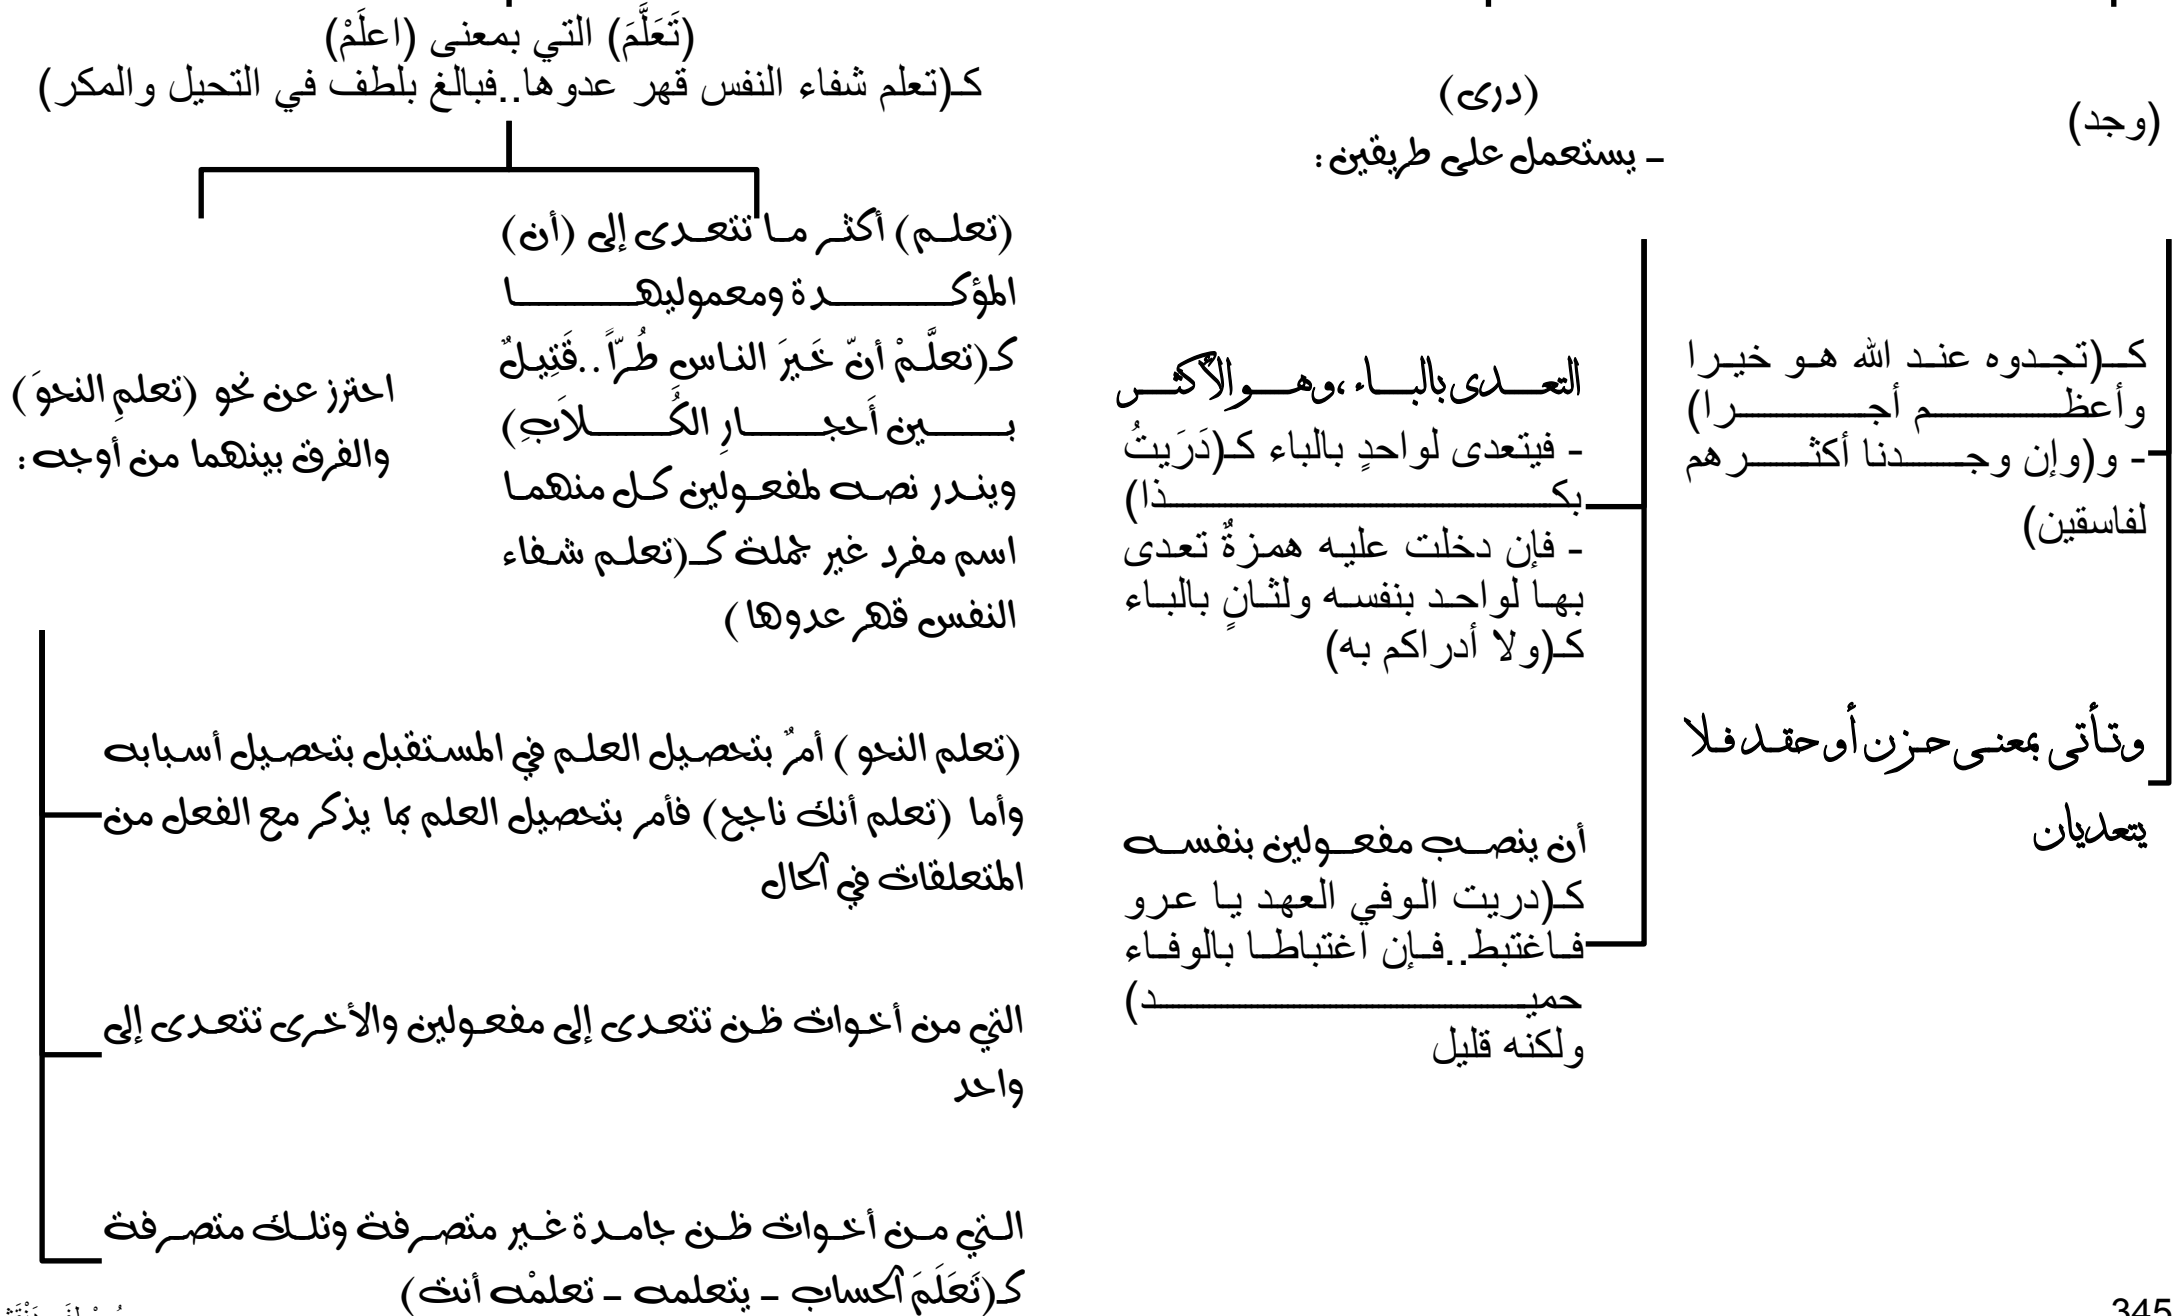 (وجد)
كـ(تجدوه عند الله هو خيرا
وأعظم أجرا)
- و(وإن وجدنا أكثرهم
لفاسقين)
وتأتى بمعنى حزن أو حقد فلا
يتعديان
(درى)
- يستعمل على طريقين:
التعدى بالباء ،وهو الأكثر
- فيتعدى لواحدٍ بالباء كـ(دَرَيتُ
بكذا)
- فإن دخلت عليه همزةٌ تعدى
بها لواحد بنفسه ولثانٍ بالباء
كـ(ولا أدراكم به)
أن ينصب مفعولين بنفسه
كـ(دريت الوفي العهد يا عرو
فاغتبط..فإن اغتباطا بالوفاء
حميد)
ولكنه قليل
(تَعَلَّمَ) التي بمعنى (اعلَمْ)
كـ(تعلم شفاء النفس قهر عدوها..فبالغ بلطف في التحيل والمكر)
(تعلم) أكثر ما تتعدى إلى (أن)
المؤكدة ومعموليها
كـ(تعلَّمْ أنّ خَيرَ الناس طُرّاً..قَتِيلٌ
بين أَحجارِ الكُلاَبِ)
ويندر نصبه لمفعولين كل منهما
اسم مفرد غير جملة كـ(تعلم شفاء
النفس قهر عدوها)
احترز عن نحو (تعلمِ النحوَ)
والفرق بينهما من أوجه:
(تعلم النحو) أمرٌ بتحصيل العلم في المستقبل بتحصيل أسبابه
وأما (تعلم أنك ناجح) فأمر بتحصيل العلم بما يذكر مع الفعل من
المتعلقات في الحال
التي من أخوات ظن تتعدى إلى مفعولين والأخرى تتعدى إلى
واحد
التي من أخوات ظن جامدة غير متصرفة وتلك متصرفة
كـ(تَعَلَمَ الحساب - يتعلمه - تعلمْه أنت)
345